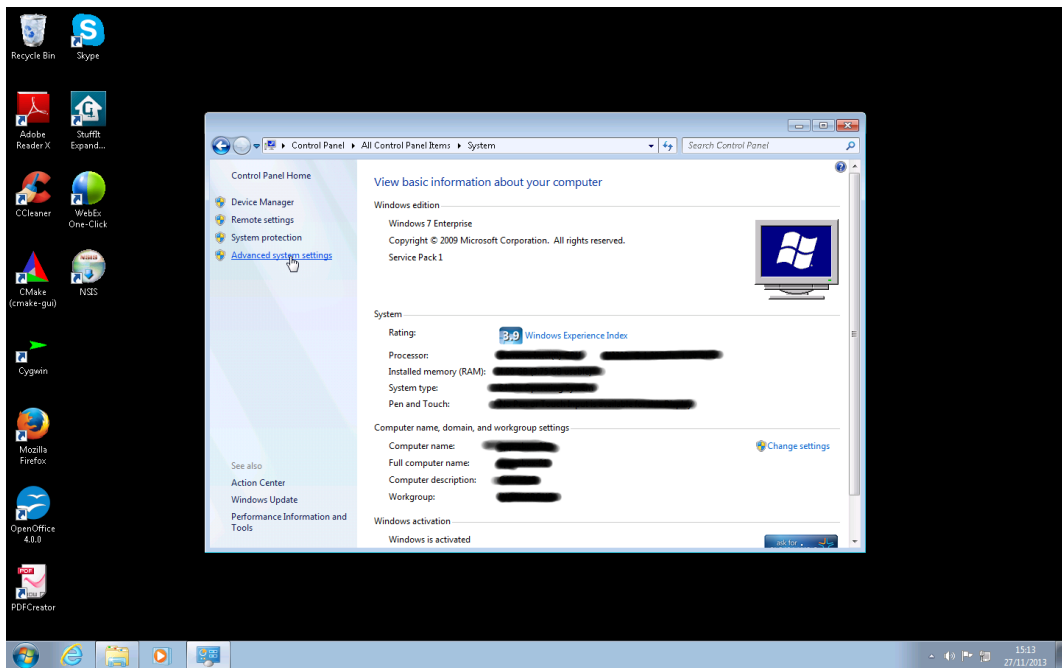 Recycle Bin
Skype
Adobe
Reader X
StuffIt
Expand...
CCleaner
WebEx
One-Click
CMake
(cmake-gui)
NSIS
Cygwin
Mozilla
Firefox
OpenOffice
4.0.0
PDF
PDFCreator
Control Panel
All Control Panel Items
System
Search Control Panel
Control Panel Home
Device Manager
Remote settings
System protection
Advanced system settings
See also
Action Center
Windows Update
Performance Information and
Tools
View basic information about your computer
Windows edition
Windows 7 Enterprise
Copyright © 2009 Microsoft Corporation. All rights reserved.
Service Pack 1
System
Rating:
3,9 Windows Experience Index
Processor:
Installed memory (RAM):
System type:
Pen and Touch:
Computer name, domain, and workgroup settings
Computer name:
Change settings
Full computer name:
Computer description:
Workgroup:
Windows activation
Windows is activated
ask for
15:13
27/11/2013